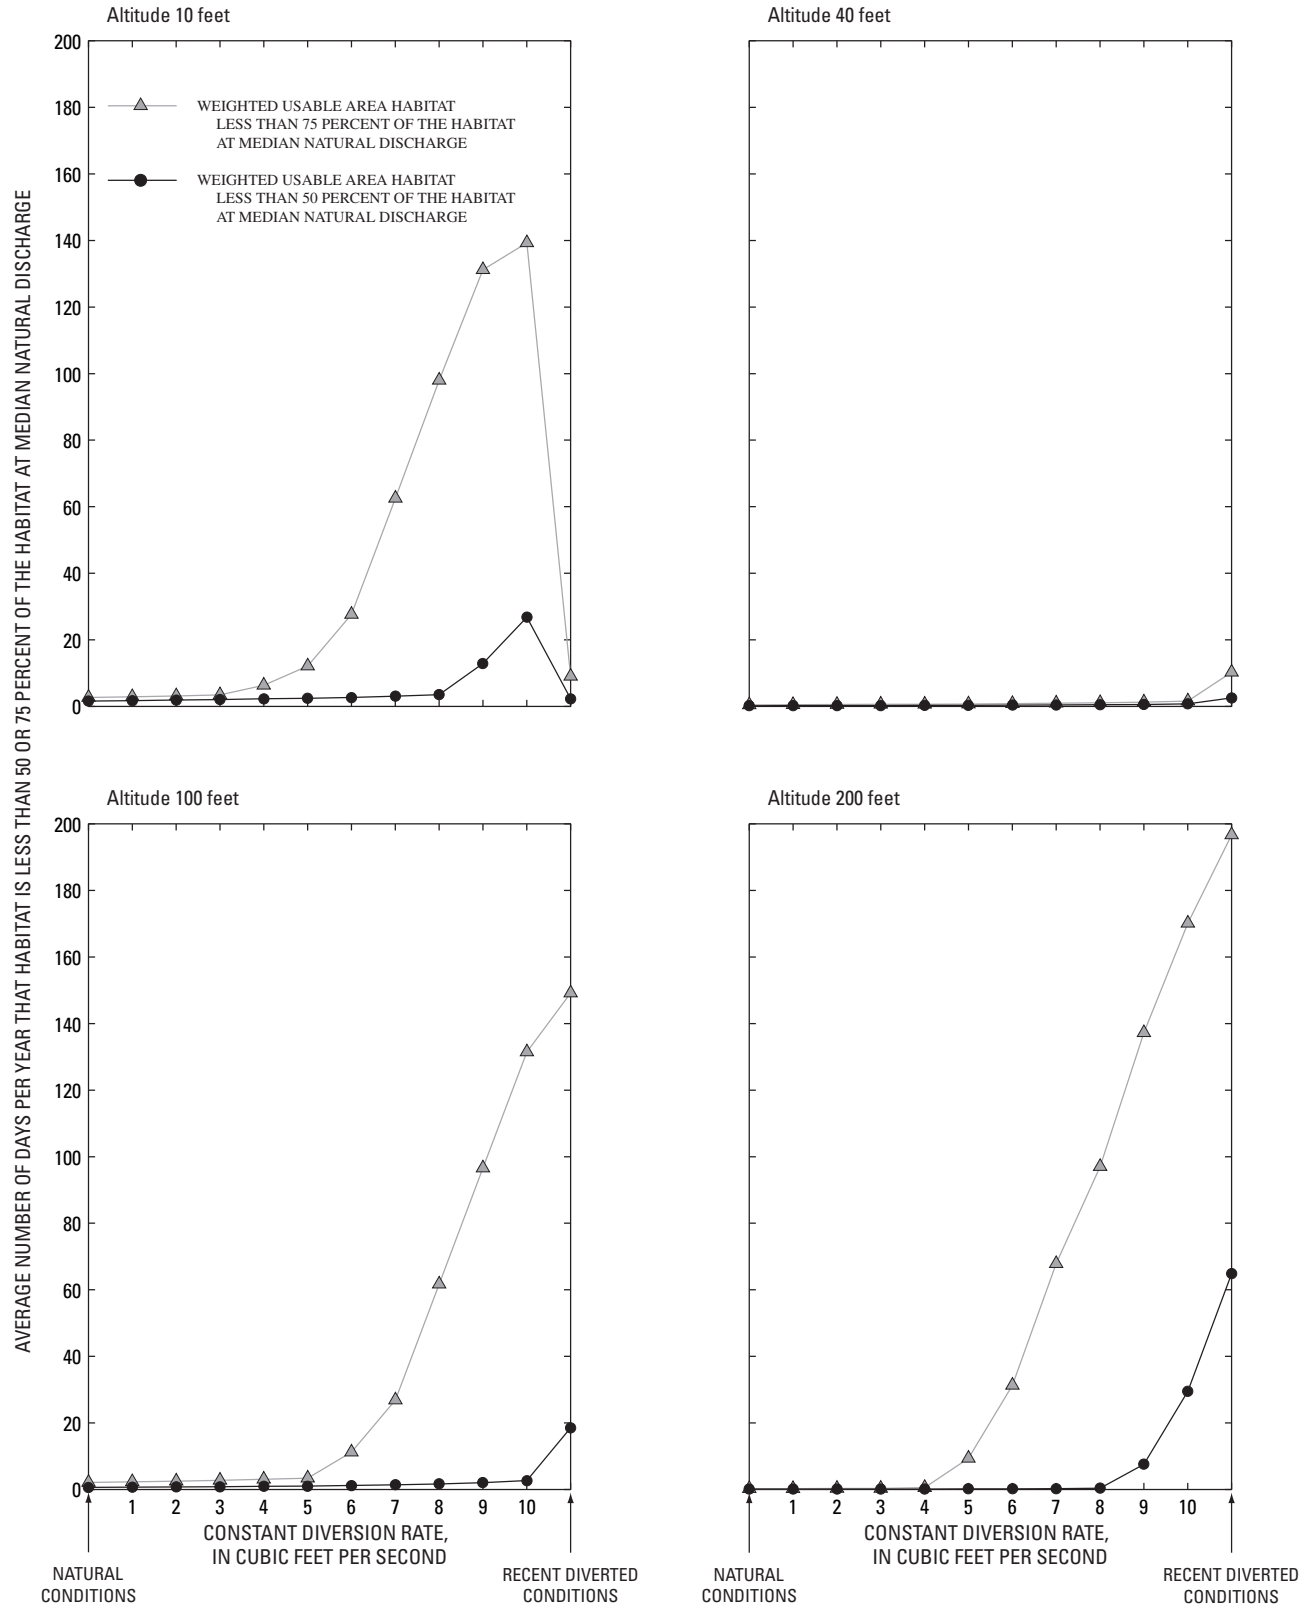 Altitude 10 feet
Altitude 40 feet
200
180
160
140
120
100
80
60
40
20
0
WEIGHTED USABLE AREA HABITAT
LESS THAN 75 PERCENT OF THE HABITAT
AT MEDIAN NATURAL DISCHARGE
WEIGHTED USABLE AREA HABITAT
LESS THAN 50 PERCENT OF THE HABITAT
AT MEDIAN NATURAL DISCHARGE
AVERAGE NUMBER OF DAYS PER YEAR THAT HABITAT IS LESS THAN 50 OR 75 PERCENT OF THE HABITAT AT MEDIAN NATURAL DISCHARGE
Altitude 100 feet
Altitude 200 feet
200
180
160
140
120
100
80
60
40
20
0
1 2 3 4 5 6 7 8 9 10
CONSTANT DIVERSION RATE,
IN CUBIC FEET PER SECOND
NATURAL
CONDITIONS
RECENT DIVERTED
CONDITIONS
1 2 3 4 5 6 7 8 9 10
CONSTANT DIVERSION RATE,
IN CUBIC FEET PER SECOND
NATURAL
CONDITIONS
RECENT DIVERTED
CONDITIONS